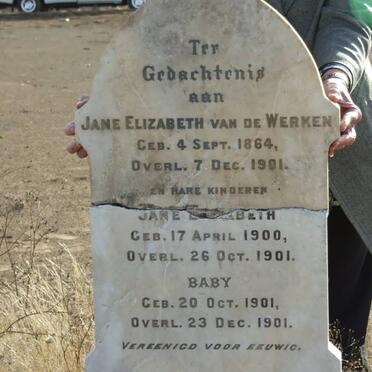 Ter
Gedachtenis
aan
JANE ELIZABETH VAN DE WERKEN
GEB. 4 SEPT. 1864,
OVERL. 7 DEC. 1901.
EN HARE KINDEREN
JANE ELIZABETH
GEB. 17 APRIL 1900,
OVERL. 26 OCT. 1901.
BABY
GEB. 20 OCT. 1901,
OVERL. 23 DEC. 1901.
VEREENIGD VOOR EEUWIG.